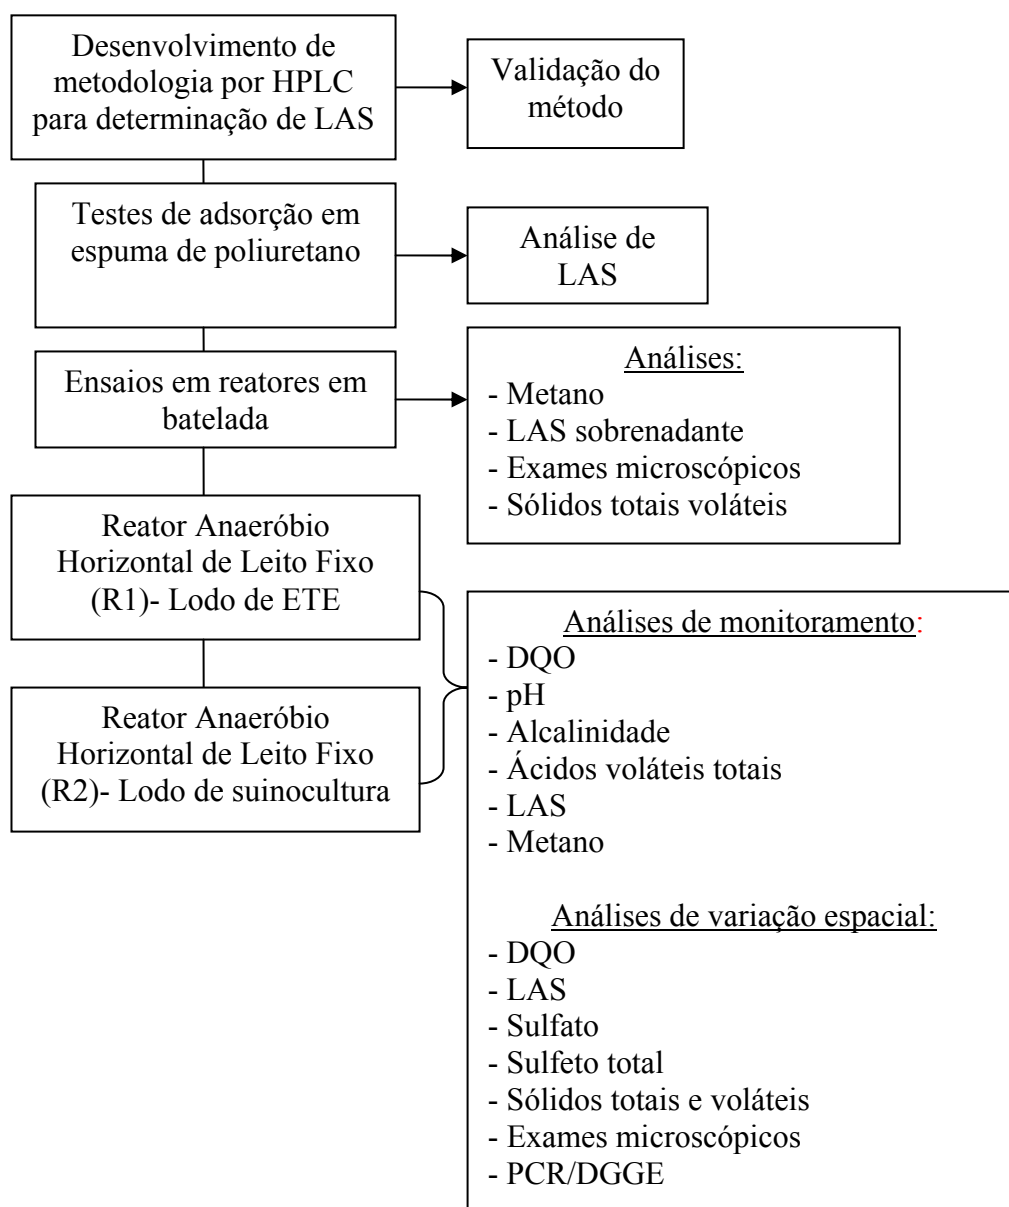 Desenvolvimento de
metodologia por HPLC
para determinação de LAS
Validação do
método
Testes de adsorção em
espuma de poliuretano
Análise de
LAS
Ensaios em reatores em
batelada
Análises:
- Metano
- LAS sobrenadante
- Exames microscópicos
- Sólidos totais voláteis
Reator Anaeróbio
Horizontal de Leito Fixo
(R1)- Lodo de ETE
Reator Anaeróbio
Horizontal de Leito Fixo
(R2)- Lodo de suinocultura
Análises de monitoramento:
- DQO
- pH
- Alcalinidade
- Ácidos voláteis totais
- LAS
- Metano
Análises de variação espacial:
- DQO
- LAS
- Sulfato
- Sulfeto total
- Sólidos totais e voláteis
- Exames microscópicos
- PCR/DGGE